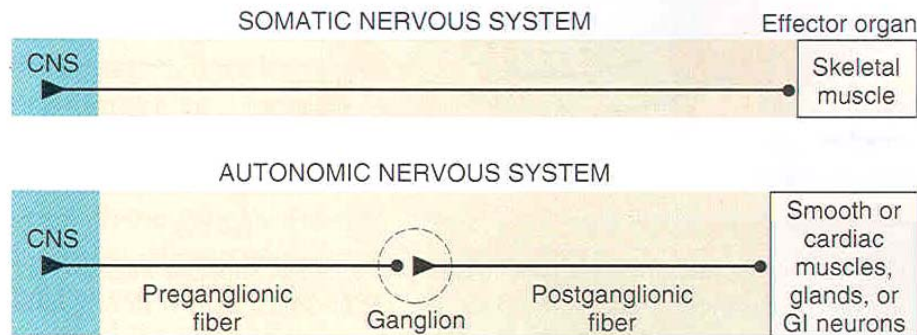 SOMATIC NERVOUS SYSTEM
Effector organ
CNS
Skeletal
muscle
AUTONOMIC NERVOUS SYSTEM
CNS
Preganglionic
fiber
Ganglion
Postganglionic
fiber
Smooth or
cardiac
muscles,
glands, or
GI neurons